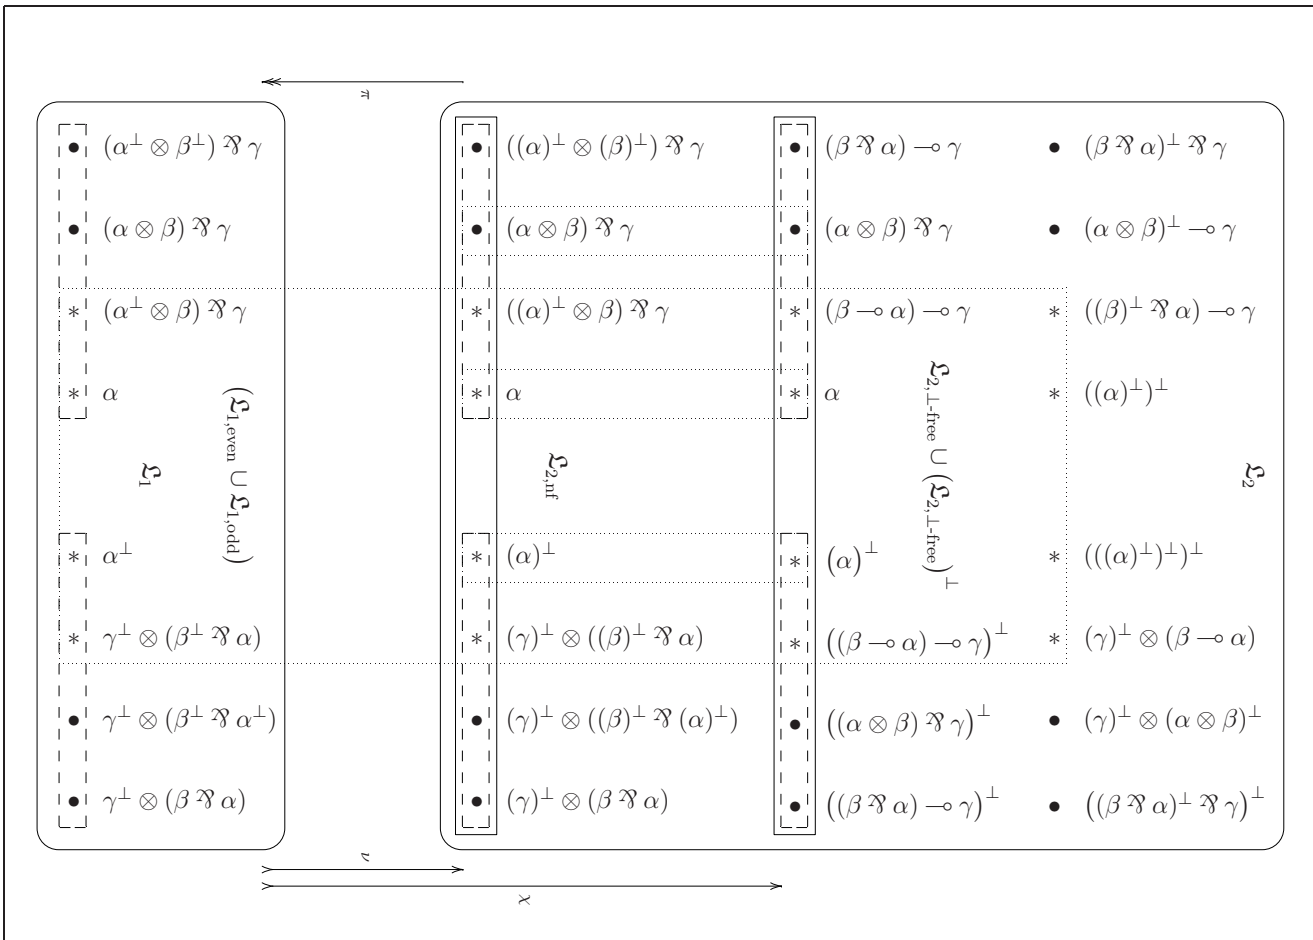 π
(α^⊥ ⊗ β^⊥) ⅋ γ ((α)^⊥ ⊗ (β)^⊥) ⅋ γ (β ⅋ α) ⊸ γ (β ⅋ α)^⊥ ⅋ γ
(α ⊗ β) ⅋ γ (α ⊗ β) ⅋ γ (α ⊗ β) ⅋ γ (α ⊗ β)^⊥ ⊸ γ
(α^⊥ ⊗ β) ⅋ γ ((α)^⊥ ⊗ β) ⅋ γ (β ⊸ α) ⊸ γ ((β)^⊥ ⅋ α) ⊸ γ
α α α ((α)^⊥)^⊥
𝔏_1
(𝔏_{1,even} ∪ 𝔏_{1,odd})
𝔏_{2,nf}
𝔏_{2,⊥-free} ∪ (𝔏_{2,⊥-free})^⊥
𝔏_2
α^⊥ (α)^⊥ (α)^⊥ (((α)^⊥)^⊥)^⊥
γ^⊥ ⊗ (β^⊥ ⅋ α) (γ)^⊥ ⊗ ((β)^⊥ ⅋ α) ((β ⊸ α) ⊸ γ)^⊥ (γ)^⊥ ⊗ (β ⊸ α)
γ^⊥ ⊗ (β^⊥ ⅋ α^⊥) (γ)^⊥ ⊗ ((β)^⊥ ⅋ (α)^⊥) ((α ⊗ β) ⅋ γ)^⊥ (γ)^⊥ ⊗ (α ⊗ β)^⊥
γ^⊥ ⊗ (β ⅋ α) (γ)^⊥ ⊗ (β ⅋ α) ((β ⅋ α) ⊸ γ)^⊥ ((β ⅋ α)^⊥ ⅋ γ)^⊥
ν
χ